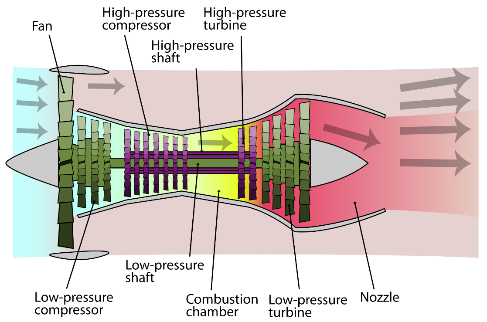 High-pressure
compressor
High-pressure
turbine
Fan
High-pressure
shaft
Low-pressure
shaft
Low-pressure
compressor
Combustion
chamber
Low-pressure
turbine
Nozzle